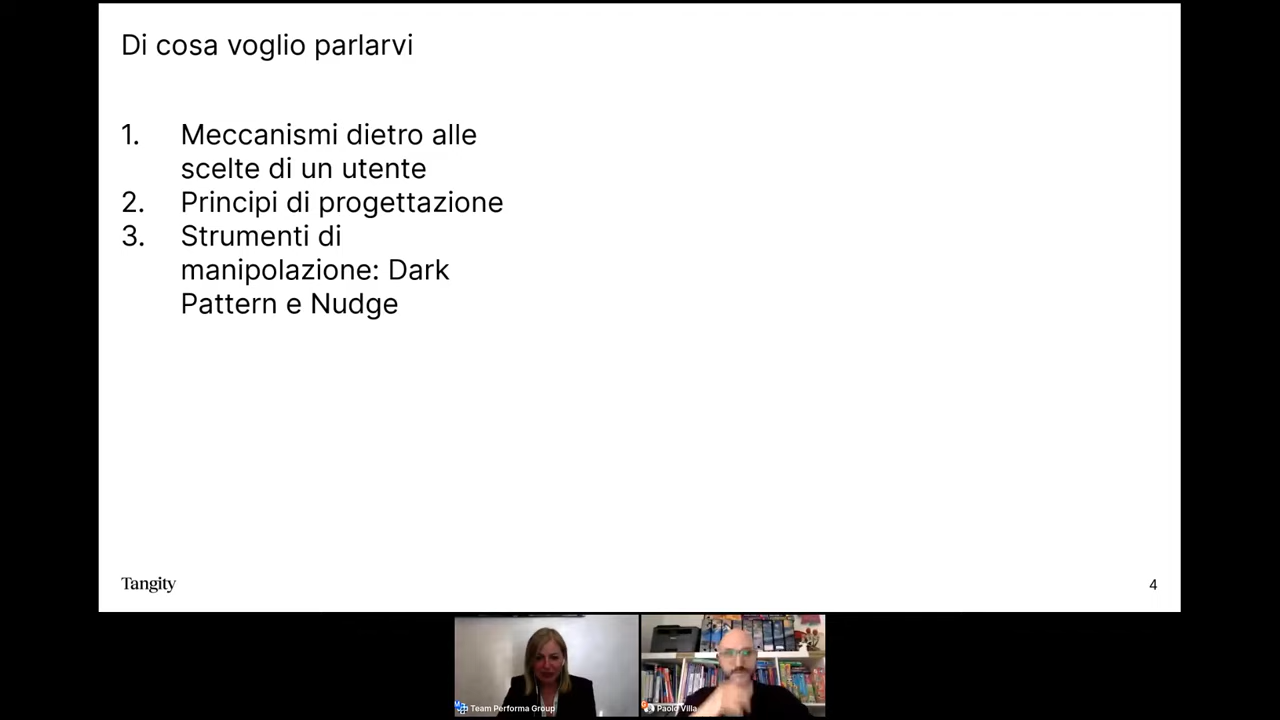 Di cosa voglio parlarvi
1. Meccanismi dietro alle
scelte di un utente
2. Principi di progettazione
3. Strumenti di
manipolazione: Dark
Pattern e Nudge
Tangity
4
Team Performa Group
Paolo Villa